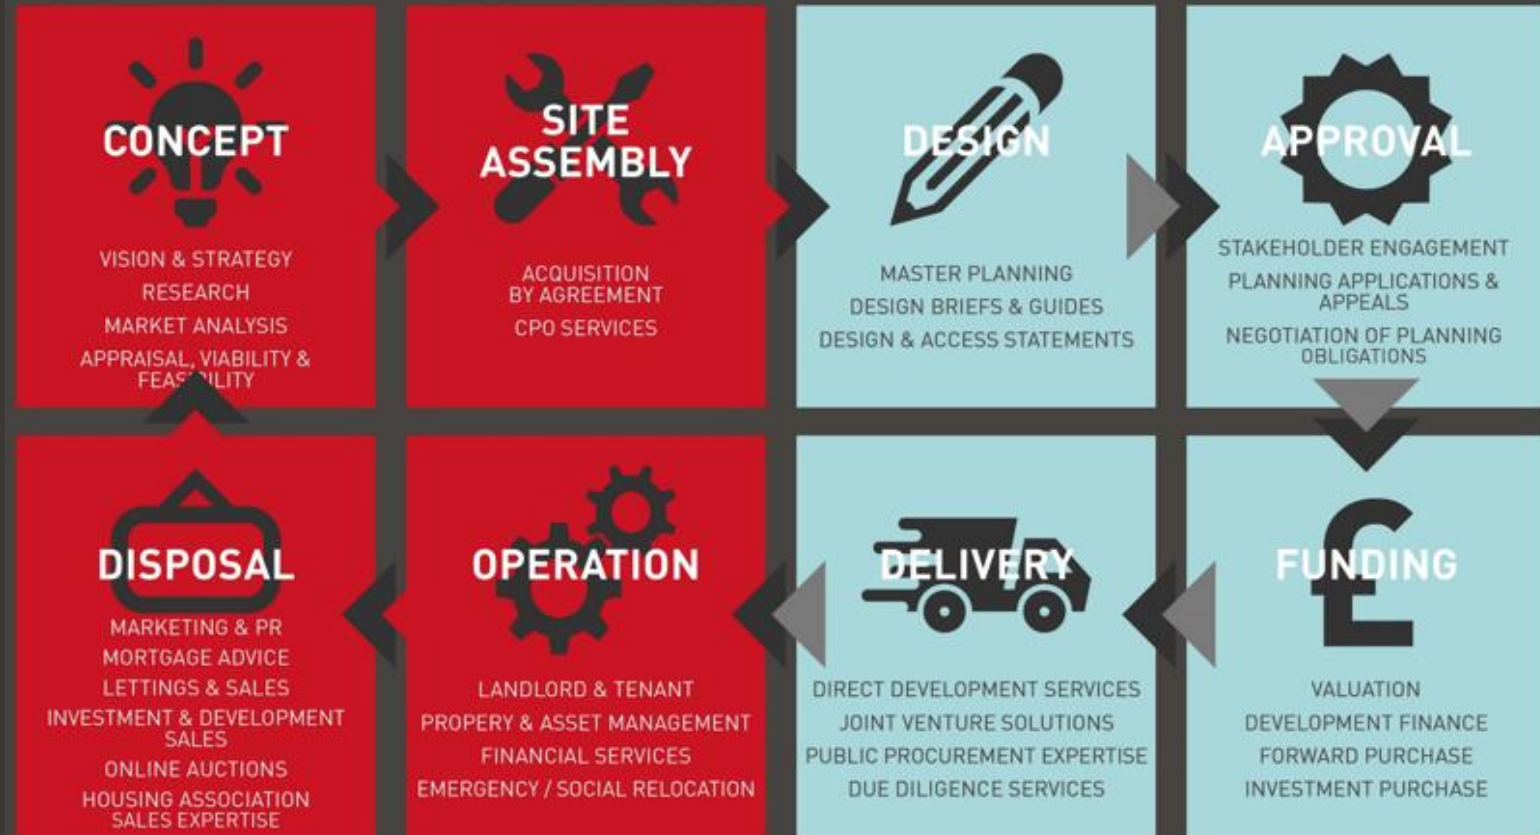 CONCEPT
VISION & STRATEGY
RESEARCH
MARKET ANALYSIS
APPRAISAL, VIABILITY &
FEASIBILITY
SITE
ASSEMBLY
ACQUISITION
BY AGREEMENT
CPO SERVICES
DESIGN
MASTER PLANNING
DESIGN BRIEFS & GUIDES
DESIGN & ACCESS STATEMENTS
APPROVAL
STAKEHOLDER ENGAGEMENT
PLANNING APPLICATIONS &
APPEALS
NEGOTIATION OF PLANNING
OBLIGATIONS
FUNDING
£
VALUATION
DEVELOPMENT FINANCE
FORWARD PURCHASE
INVESTMENT PURCHASE
DELIVERY
DIRECT DEVELOPMENT SERVICES
JOINT VENTURE SOLUTIONS
PUBLIC PROCUREMENT EXPERTISE
DUE DILIGENCE SERVICES
OPERATION
LANDLORD & TENANT
PROPERY & ASSET MANAGEMENT
FINANCIAL SERVICES
EMERGENCY / SOCIAL RELOCATION
DISPOSAL
MARKETING & PR
MORTGAGE ADVICE
LETTINGS & SALES
INVESTMENT & DEVELOPMENT
SALES
ONLINE AUCTIONS
HOUSING ASSOCIATION
SALES EXPERTISE